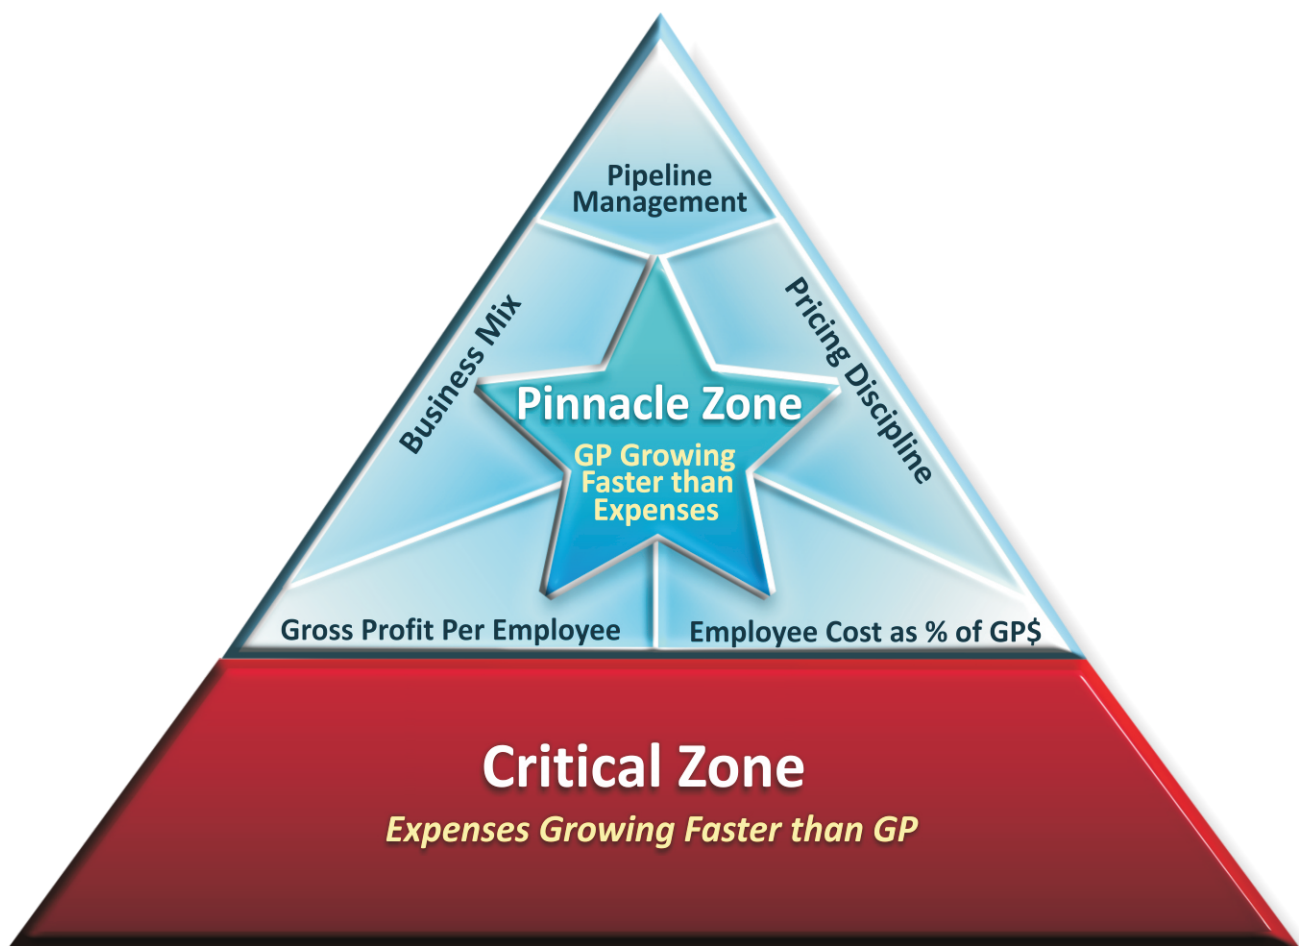 Pipeline
Management
Business Mix
Pricing Discipline
Pinnacle Zone
GP Growing
Faster than
Expenses
Gross Profit Per Employee
Employee Cost as % of GP$
Critical Zone
Expenses Growing Faster than GP